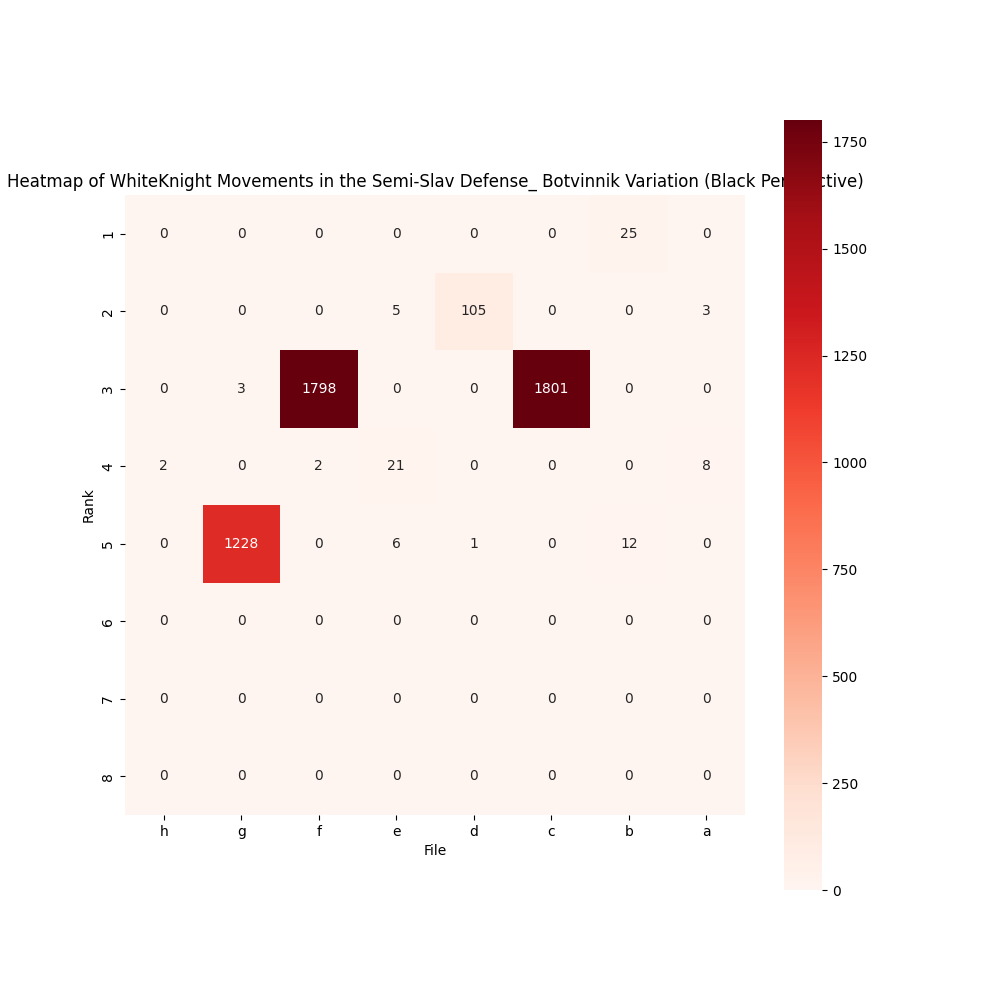 Heatmap of WhiteKnight Movements in the Semi-Slav Defense_ Botvinnik Variation (Black Per    ctive)
1 0 0 0 0 0 0 25 0
2 0 0 0 5 105 0 0 3
3 0 3 1798 0 0 1801 0 0
4 2 0 2 21 0 0 0 8
Rank
5 0 1228 0 6 1 0 12 0
6 0 0 0 0 0 0 0 0
7 0 0 0 0 0 0 0 0
8 0 0 0 0 0 0 0 0
h g f e d c b a
File
1750
1500
1250
1000
750
500
250
0